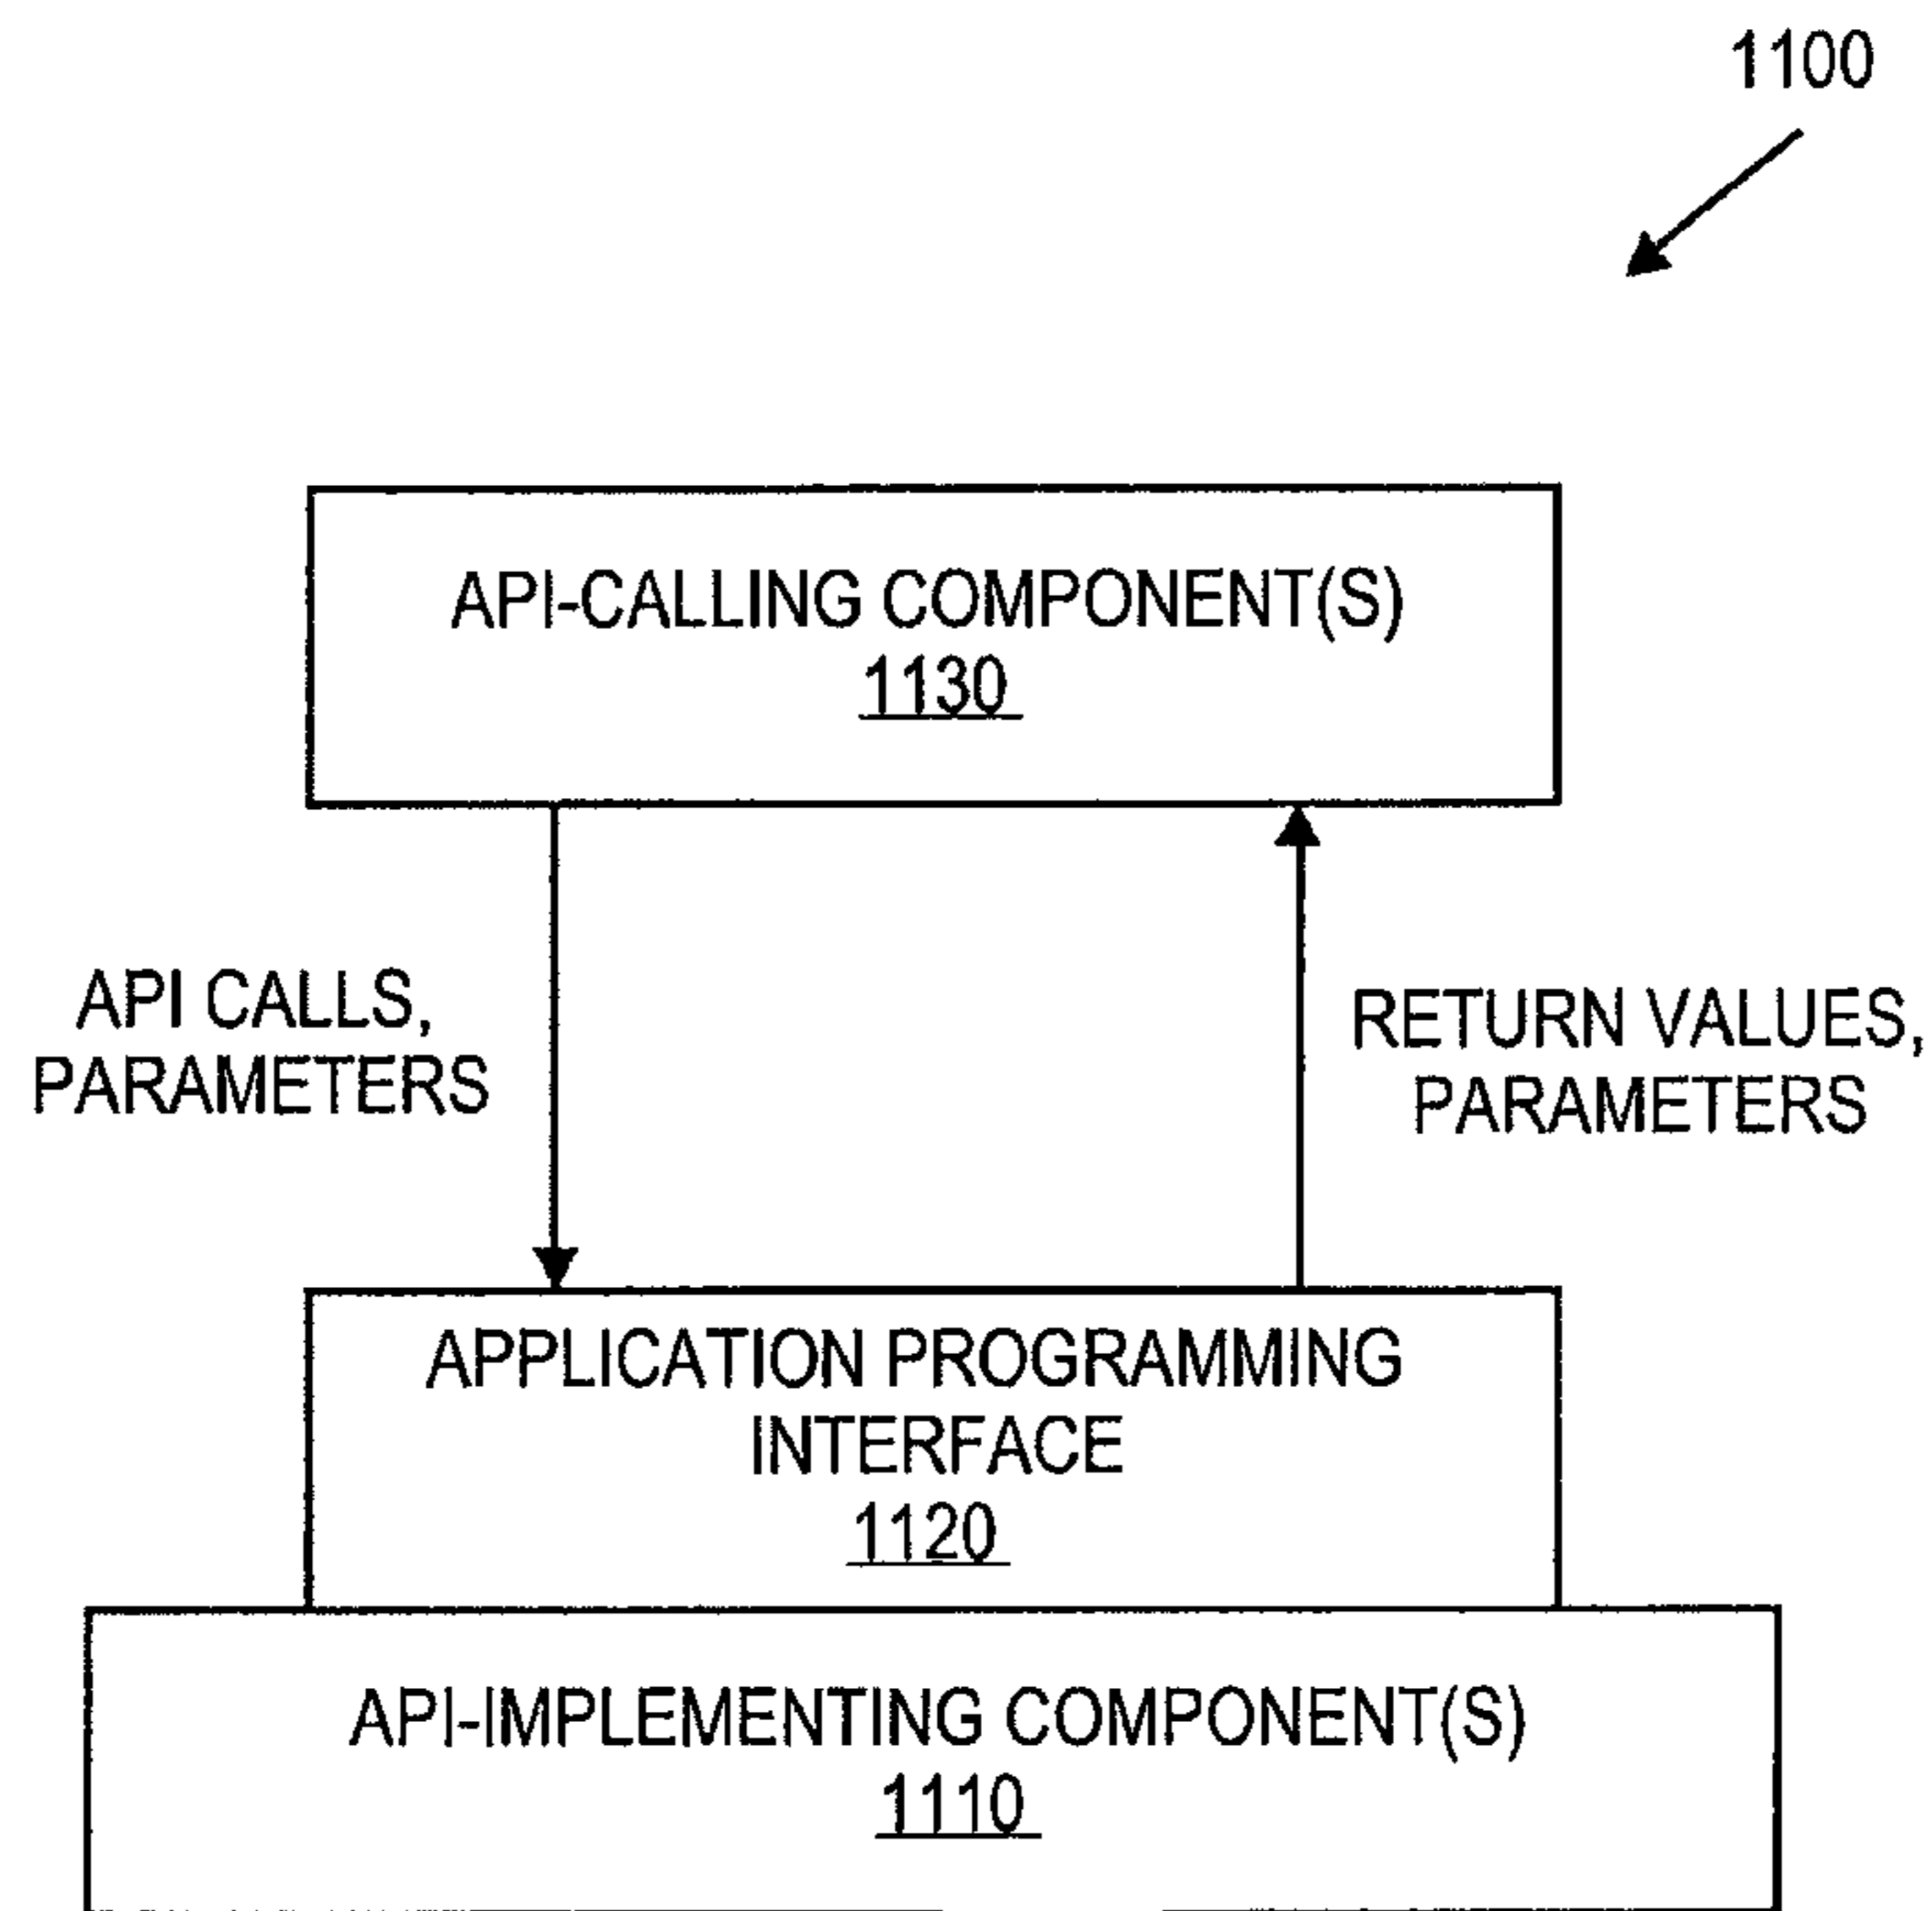 1100
API-CALLING COMPONENT(S)
1130
API CALLS,
PARAMETERS
RETURN VALUES,
PARAMETERS
APPLICATION PROGRAMMING
INTERFACE
1120
API-IMPLEMENTING COMPONENT(S)
1110